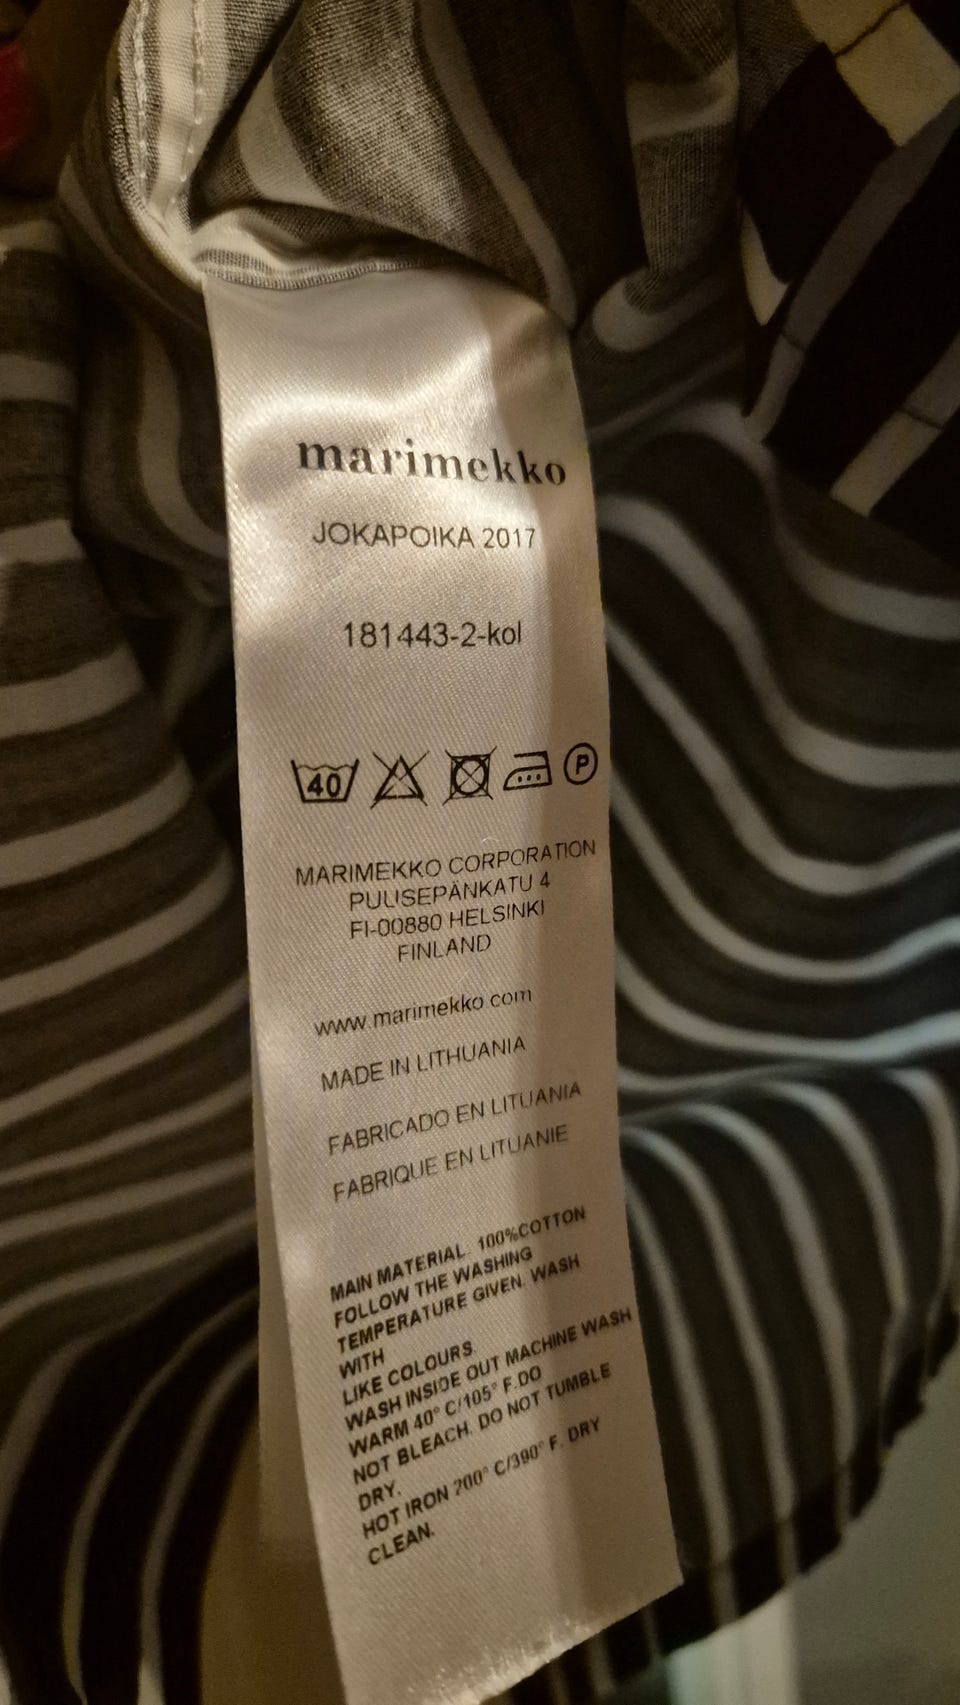 marimekko
JOKAPOIKA 2017
181443-2-kol
40 P
MARIMEKKO CORPORATION
PUUSEPÄNKATU 4
FI-00880 HELSINKI
FINLAND
www.marimekko.com
MADE IN LITHUANIA
FABRICADO EN LITUANIA
FABRIQUE EN LITUANIE
MAIN MATERIAL. 100%COTTON
FOLLOW THE WASHING
TEMPERATURE GIVEN. WASH
WITH
LIKE COLOURS.
WASH INSIDE OUT MACHINE WASH
WARM 40° C/105° F.DO
NOT BLEACH. DO NOT TUMBLE
DRY.
HOT IRON 200° C/390° F. DRY
CLEAN.